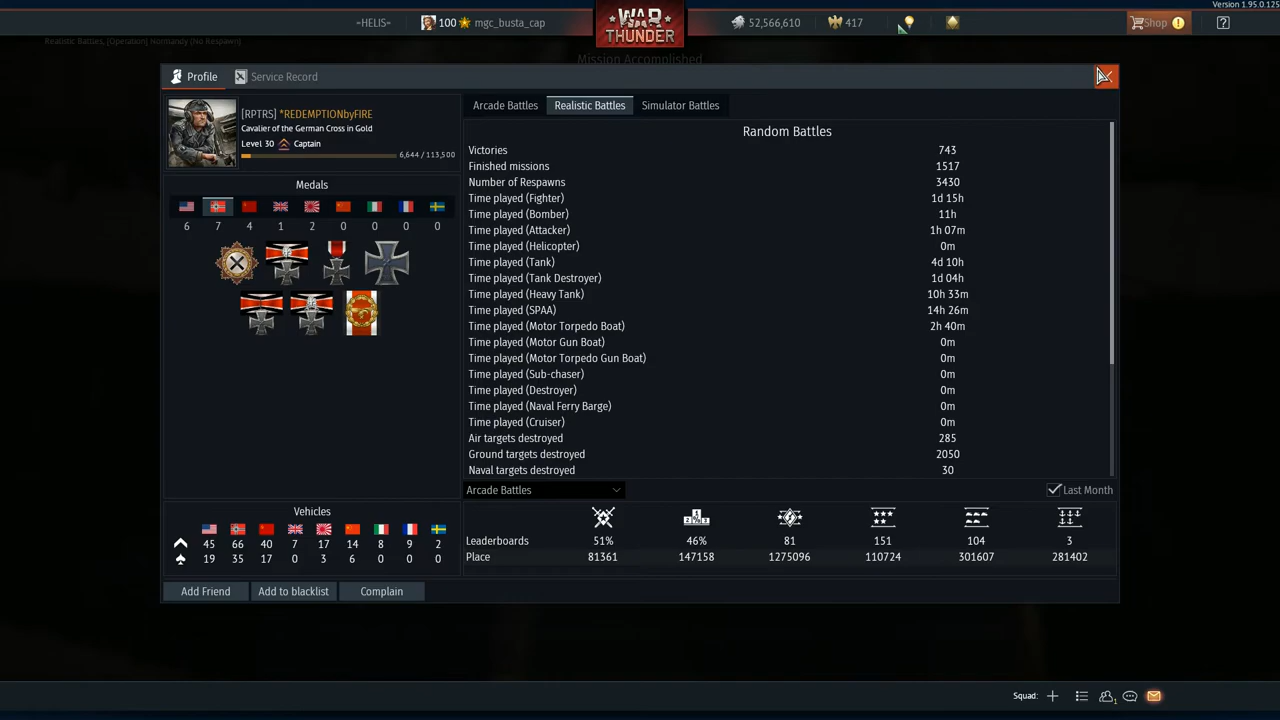 Version 1.95.0.125
=HELIS=
100 mgc_busta_cap
WAR THUNDER
52,566,610
417
Shop
Realistic Battles, [Operation] Normandy [No Respawn]
Mission Accomplished
Profile
Service Record
[RPTRS] *REDEMPTIONbyFIRE
Cavalier of the German Cross in Gold
Level 30 Captain
6,644 / 113,500
Medals
6 7 4 1 2 0 0 0 0
Arcade Battles Realistic Battles Simulator Battles
Random Battles
Victories 743
Finished missions 1517
Number of Respawns 3430
Time played (Fighter) 1d 15h
Time played (Bomber) 11h
Time played (Attacker) 1h 07m
Time played (Helicopter) 0m
Time played (Tank) 4d 10h
Time played (Tank Destroyer) 1d 04h
Time played (Heavy Tank) 10h 33m
Time played (SPAA) 14h 26m
Time played (Motor Torpedo Boat) 2h 40m
Time played (Motor Gun Boat) 0m
Time played (Motor Torpedo Gun Boat) 0m
Time played (Sub-chaser) 0m
Time played (Destroyer) 0m
Time played (Naval Ferry Barge) 0m
Time played (Cruiser) 0m
Air targets destroyed 285
Ground targets destroyed 2050
Naval targets destroyed 30
Arcade Battles
Last Month
Vehicles
45 66 40 7 17 14 8 9 2
19 35 17 0 3 6 0 0 0
Leaderboards 51% 46% 81 151 104 3
Place 81361 147158 1275096 110724 301607 281402
Add Friend Add to blacklist Complain
Squad:
1